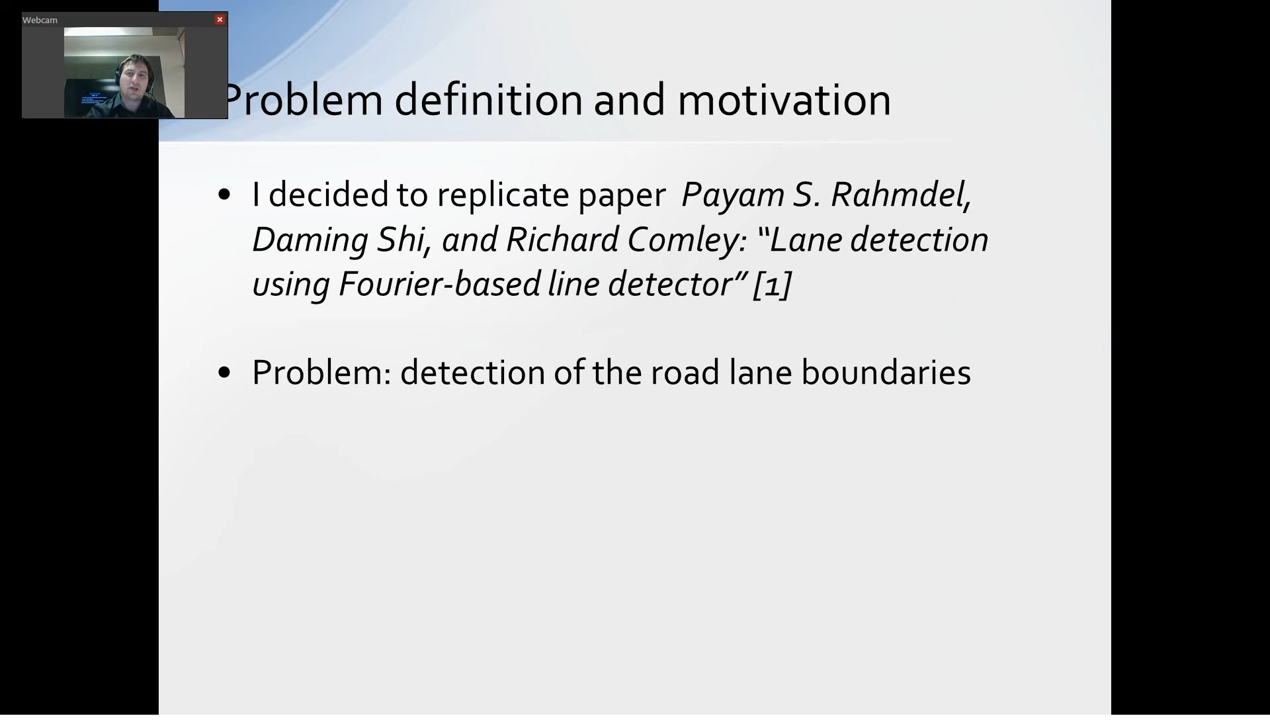 Webcam
Problem definition and motivation
• I decided to replicate paper Payam S. Rahmdel,
Daming Shi, and Richard Comley: “Lane detection
using Fourier-based line detector” [1]
• Problem: detection of the road lane boundaries